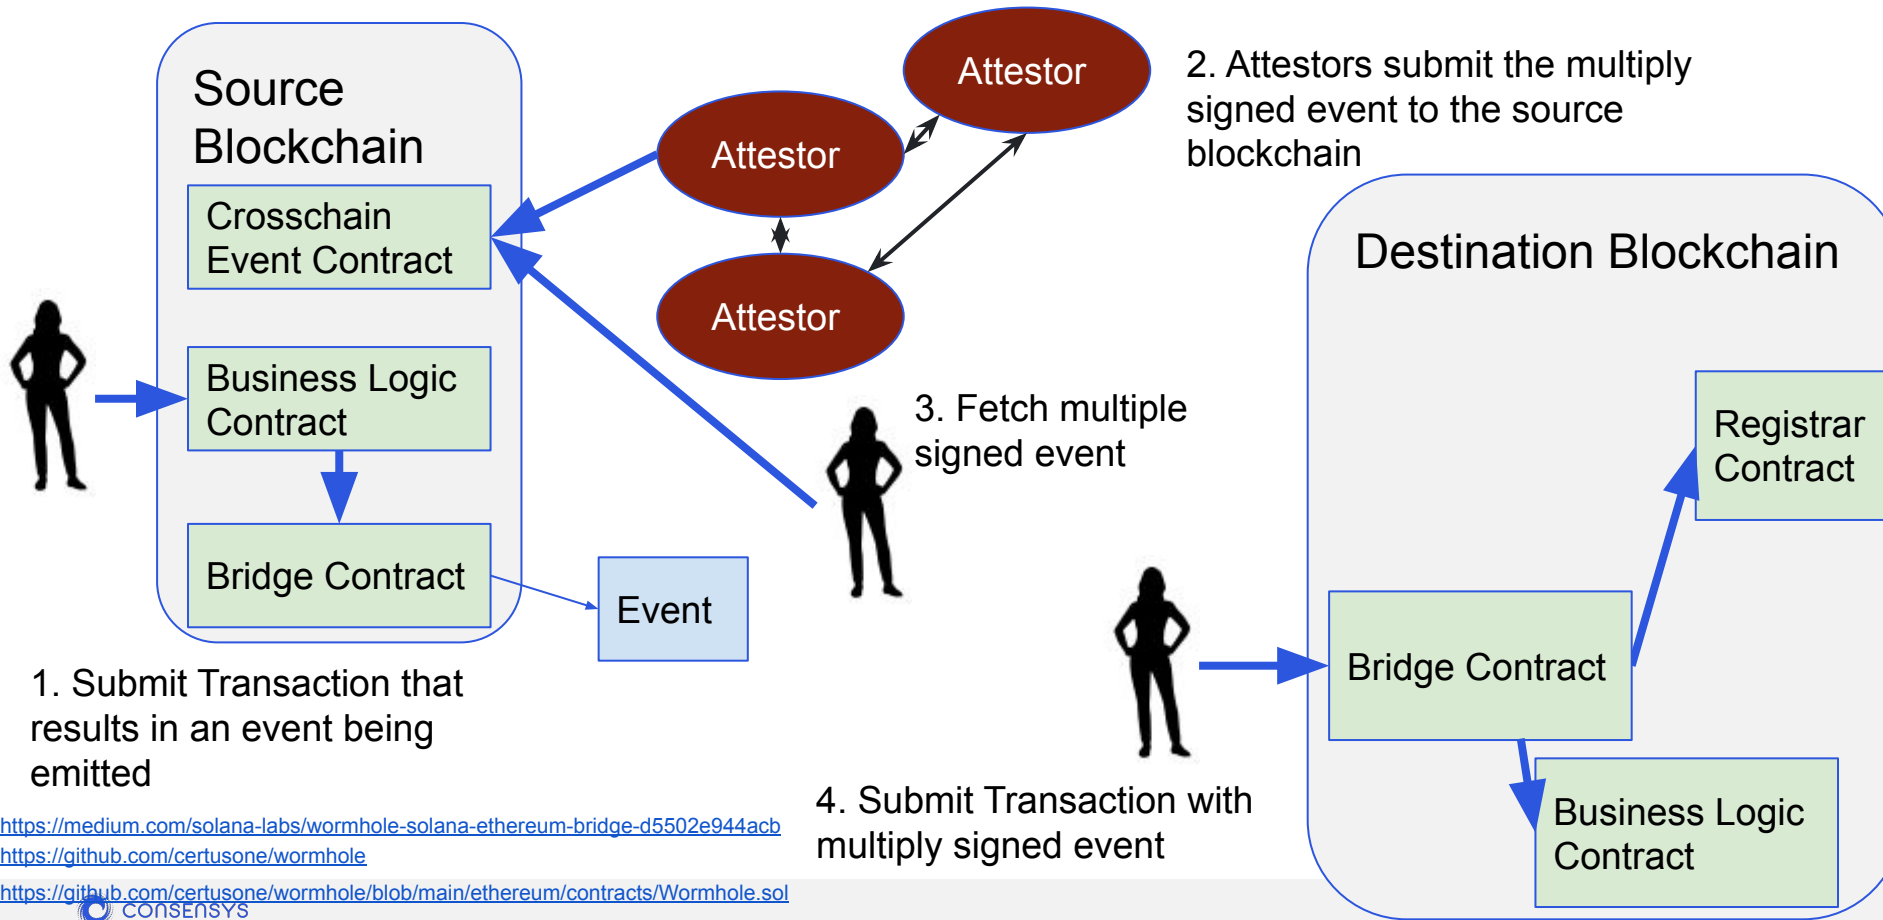 Source
Blockchain
Crosschain
Event Contract
Business Logic
Contract
Bridge Contract
Event
1. Submit Transaction that
results in an event being
emitted
Attestor
Attestor
Attestor
2. Attestors submit the multiply
signed event to the source
blockchain
3. Fetch multiple
signed event
Destination Blockchain
Registrar
Contract
Bridge Contract
Business Logic
Contract
4. Submit Transaction with
multiply signed event
https://medium.com/solana-labs/wormhole-solana-ethereum-bridge-d5502e944acb
https://github.com/certusone/wormhole
https://github.com/certusone/wormhole/blob/main/ethereum/contracts/Wormhole.sol
CONSENSYS